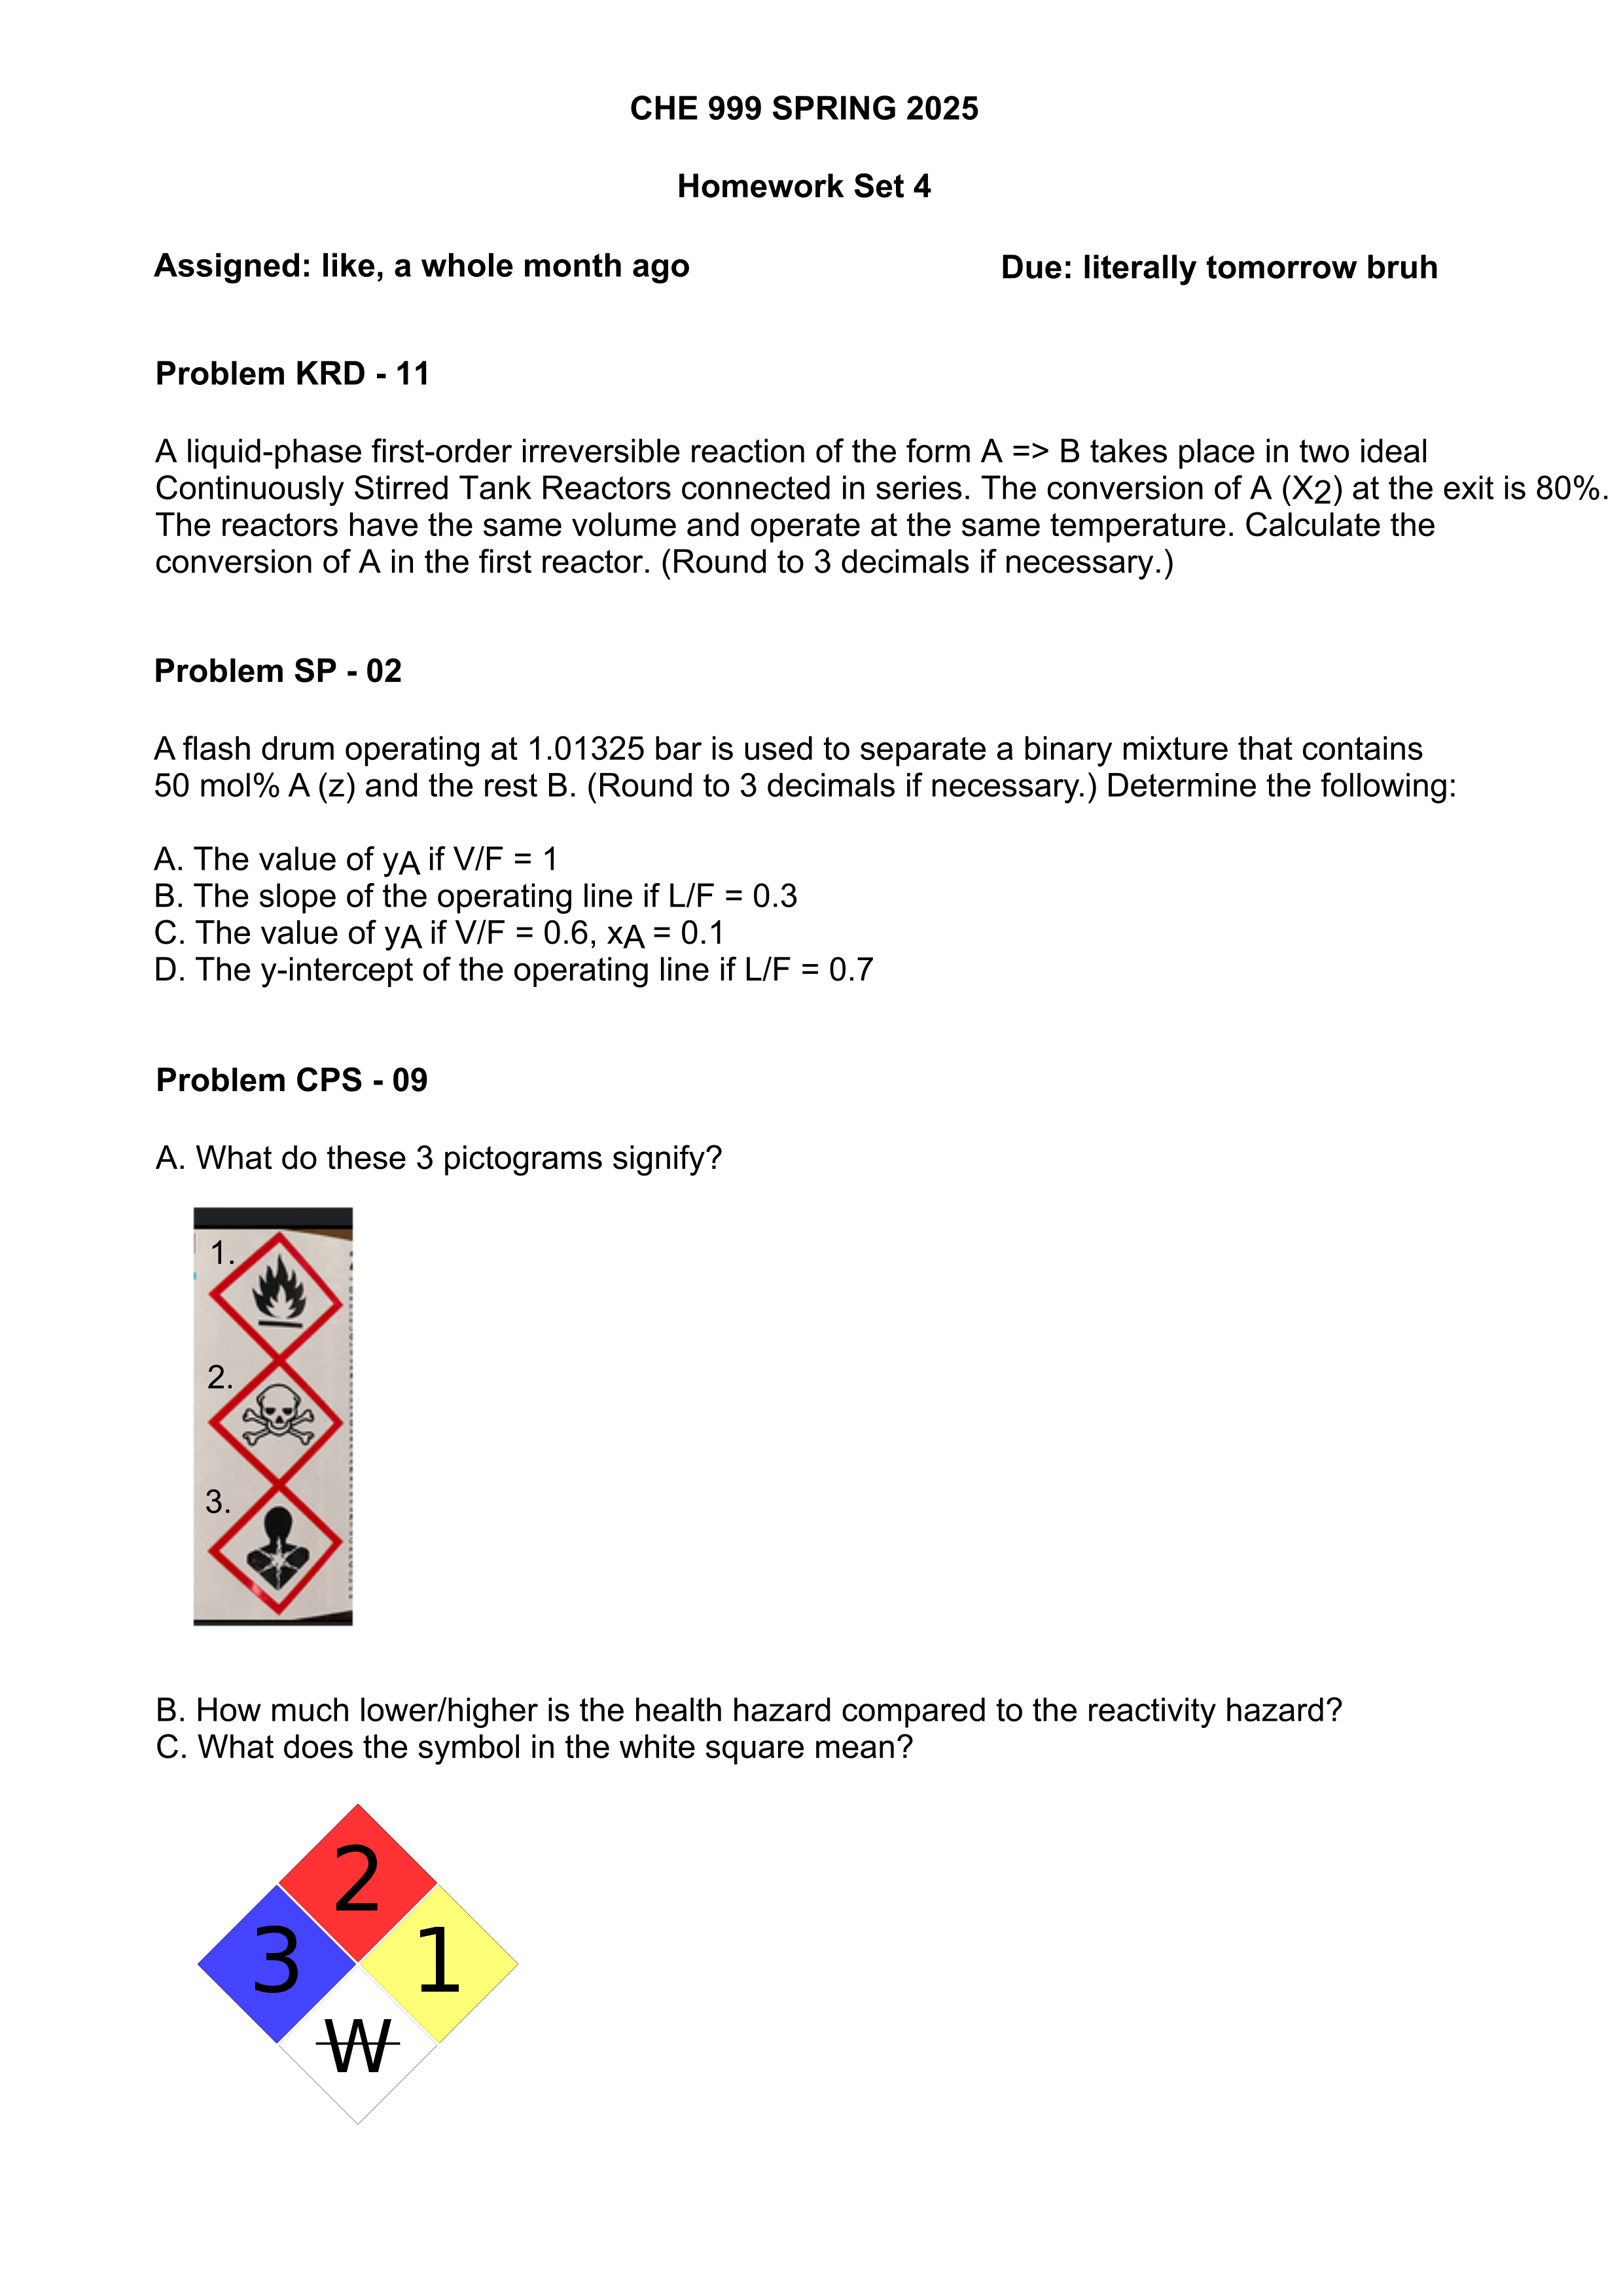 CHE 999 SPRING 2025
Homework Set 4
Assigned: like, a whole month ago
Due: literally tomorrow bruh
Problem KRD - 11
A liquid-phase first-order irreversible reaction of the form A => B takes place in two ideal
Continuously Stirred Tank Reactors connected in series. The conversion of A (X2) at the exit is 80%.
The reactors have the same volume and operate at the same temperature. Calculate the
conversion of A in the first reactor. (Round to 3 decimals if necessary.)
Problem SP - 02
A flash drum operating at 1.01325 bar is used to separate a binary mixture that contains
50 mol% A (z) and the rest B. (Round to 3 decimals if necessary.) Determine the following:
A. The value of yA if V/F = 1
B. The slope of the operating line if L/F = 0.3
C. The value of yA if V/F = 0.6, xA = 0.1
D. The y-intercept of the operating line if L/F = 0.7
Problem CPS - 09
A. What do these 3 pictograms signify?
1.
2.
3.
B. How much lower/higher is the health hazard compared to the reactivity hazard?
C. What does the symbol in the white square mean?
2
3 1
W